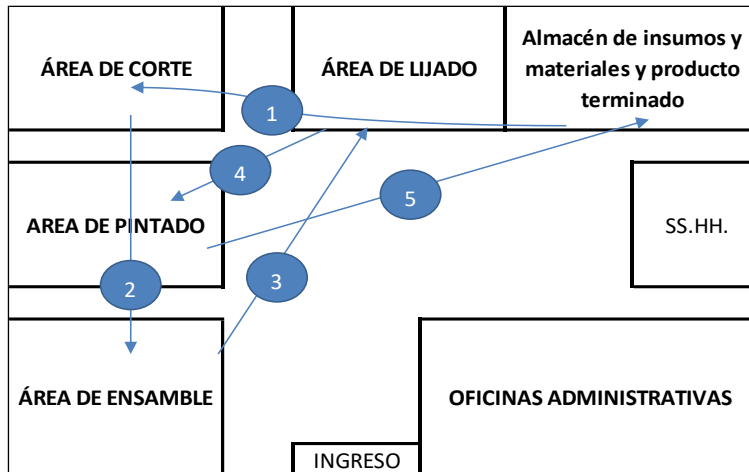 ÁREA DE CORTE
ÁREA DE LIJADO
Almacén de insumos y
materiales y producto
terminado
1
4
5
AREA DE PINTADO
SS.HH.
2
3
ÁREA DE ENSAMBLE
OFICINAS ADMINISTRATIVAS
INGRESO